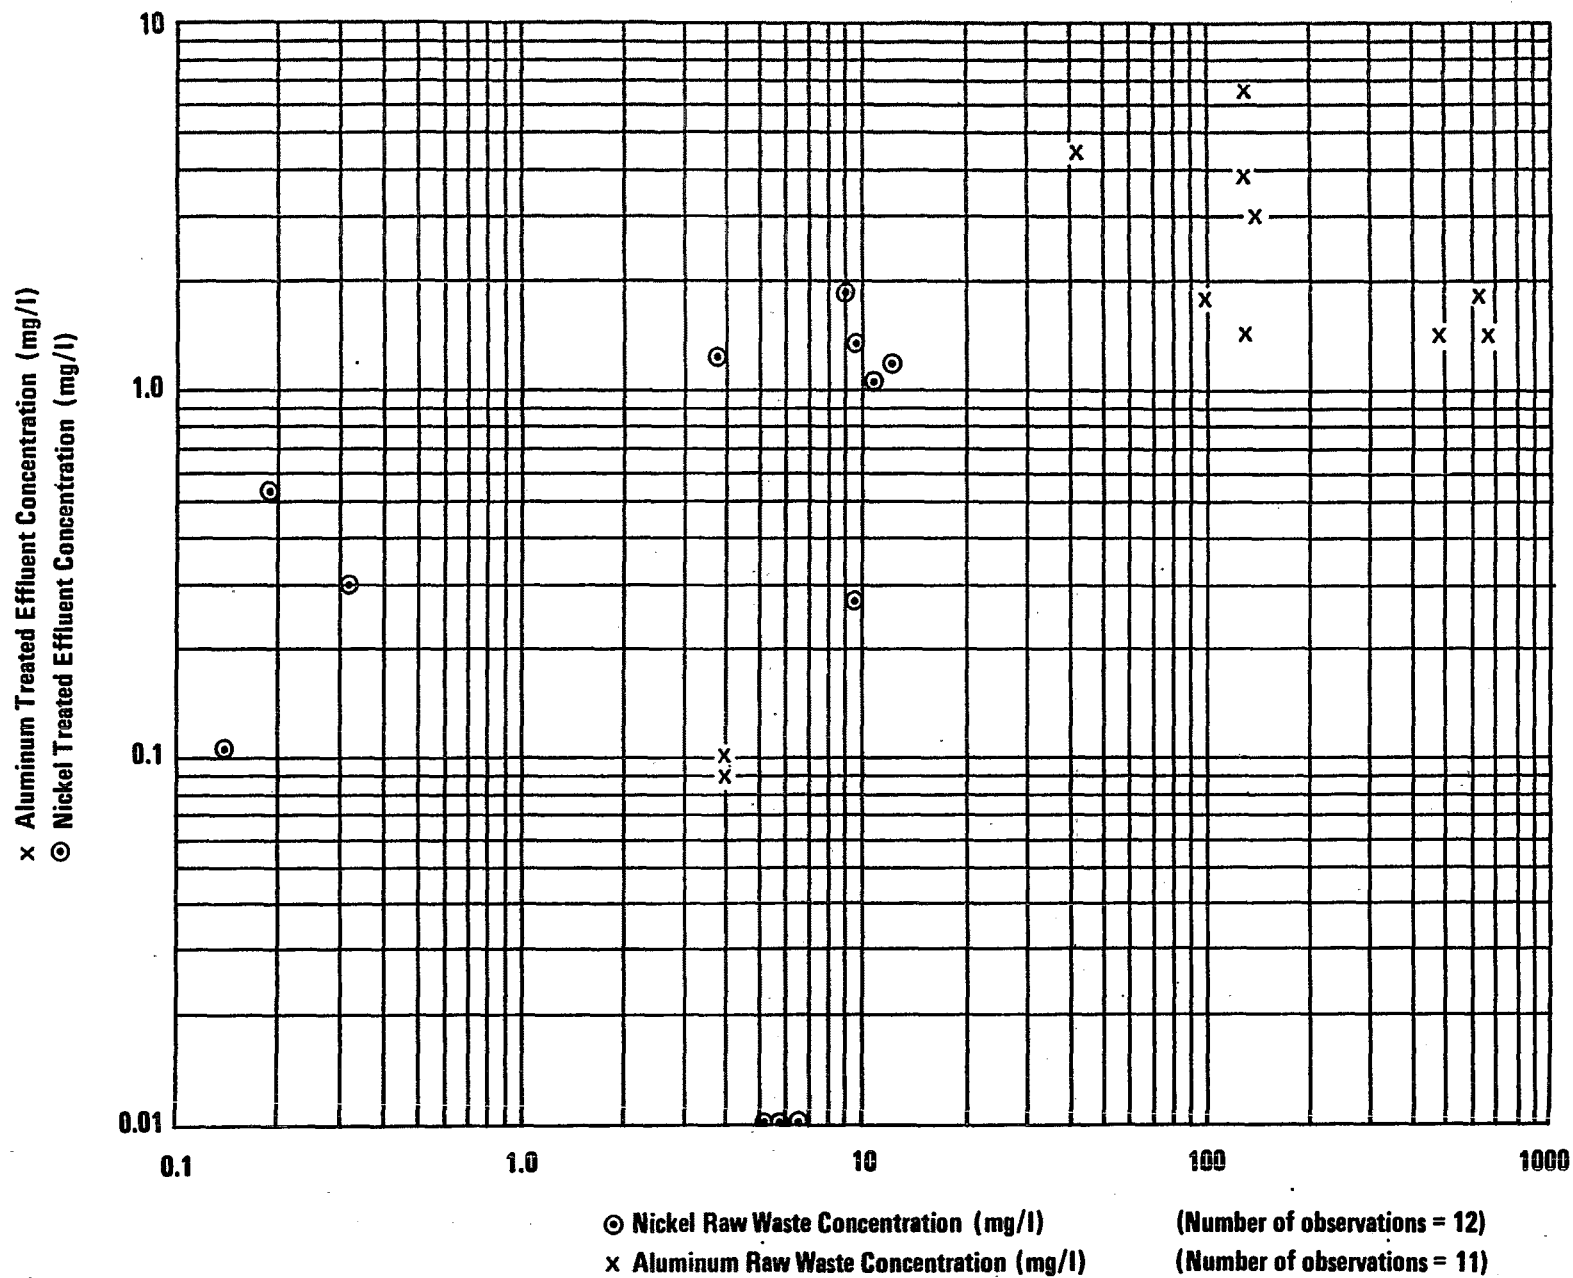 10
1.0
0.1
0.01
x Aluminum Treated Effluent Concentration (mg/l)
⊙ Nickel Treated Effluent Concentration (mg/l)
0.1 1.0 10 100 1000
⊙ Nickel Raw Waste Concentration (mg/l) (Number of observations = 12)
x Aluminum Raw Waste Concentration (mg/l) (Number of observations = 11)